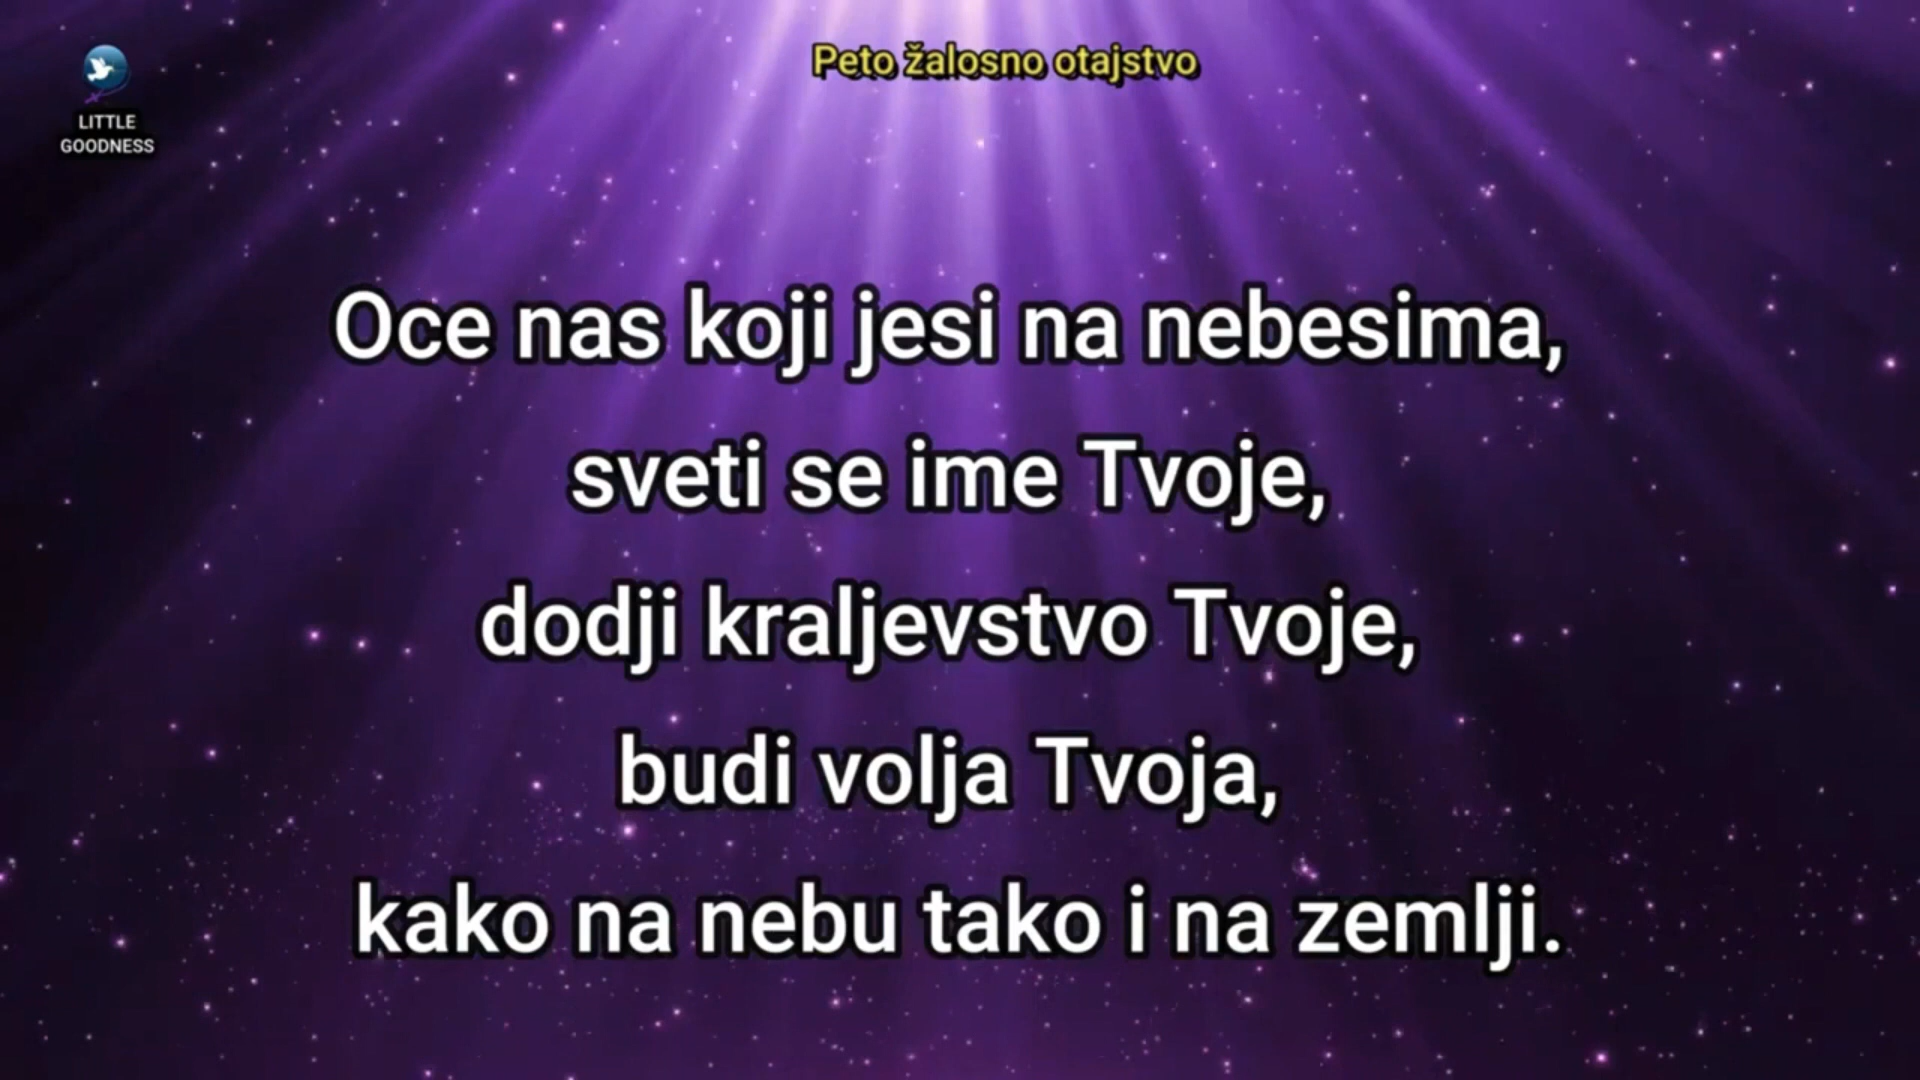 Peto žalosno otajstvo
LITTLE
GOODNESS
Oce nas koji jesi na nebesima,
sveti se ime Tvoje,
dodji kraljevstvo Tvoje,
budi volja Tvoja,
kako na nebu tako i na zemlji.